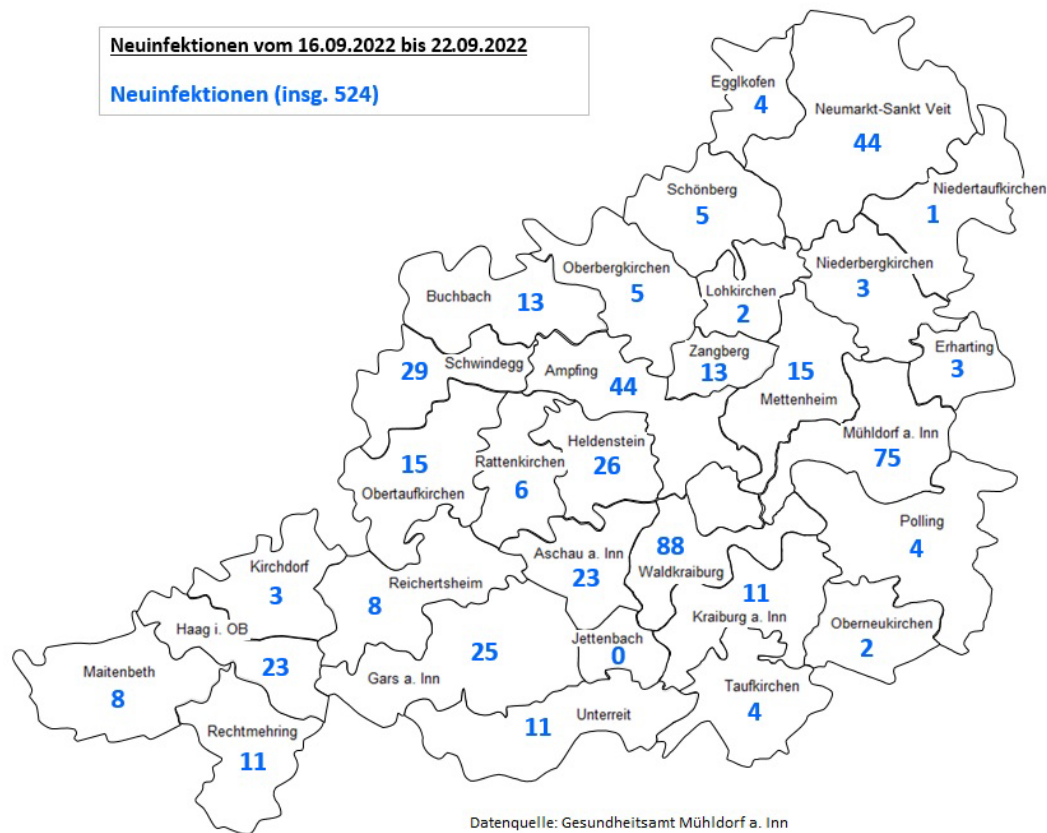 Neuinfektionen vom 16.09.2022 bis 22.09.2022
Neuinfektionen (insg. 524)
Egglkofen
4
Neumarkt-Sankt Veit
44
Schönberg
5
Niedertaufkirchen
1
Oberbergkirchen
5
Niederbergkirchen
3
Buchbach
13
Lohkirchen
2
Schwindegg
29
Ampfing
44
Zangberg
13
15
Mettenheim
Erharting
3
Mühldorf a. Inn
75
15
Obertaufkirchen
Rattenkirchen
6
Heldenstein
26
Polling
4
Kirchdorf
3
Reichertsheim
8
Aschau a. Inn
23
88
Waldkraiburg
11
Kraiburg a. Inn
Oberneukirchen
2
Haag i. OB
23
Maitenbeth
8
25
Gars a. Inn
Jettenbach
0
Taufkirchen
4
Rechtmehring
11
11
Unterreit
Datenquelle: Gesundheitsamt Mühldorf a. Inn